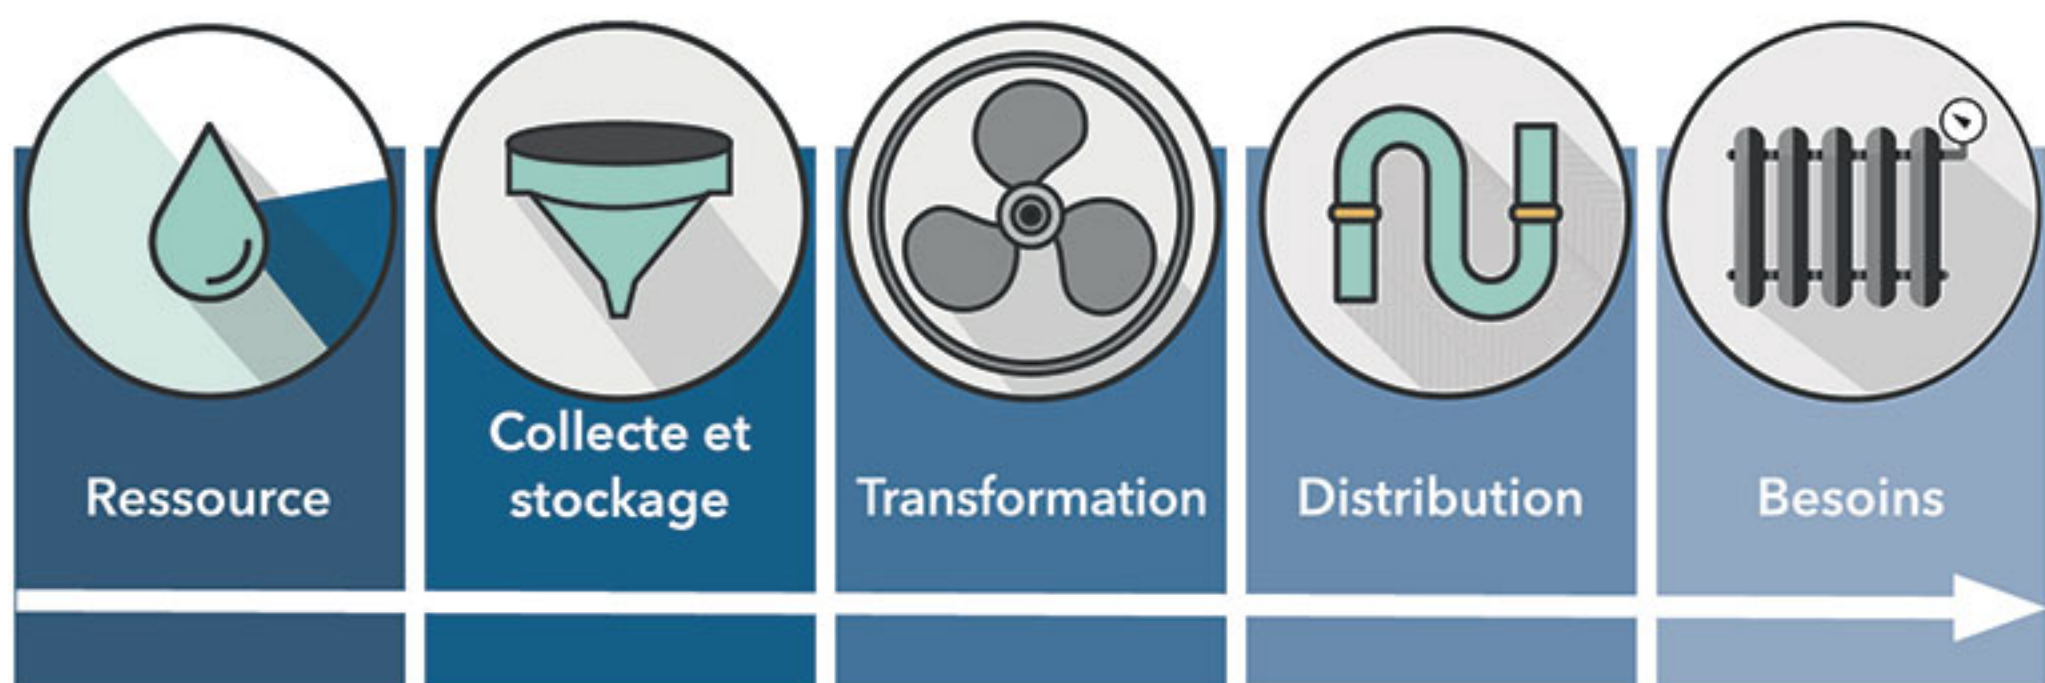 Ressource
Collecte et
stockage
Transformation
Distribution
Besoins